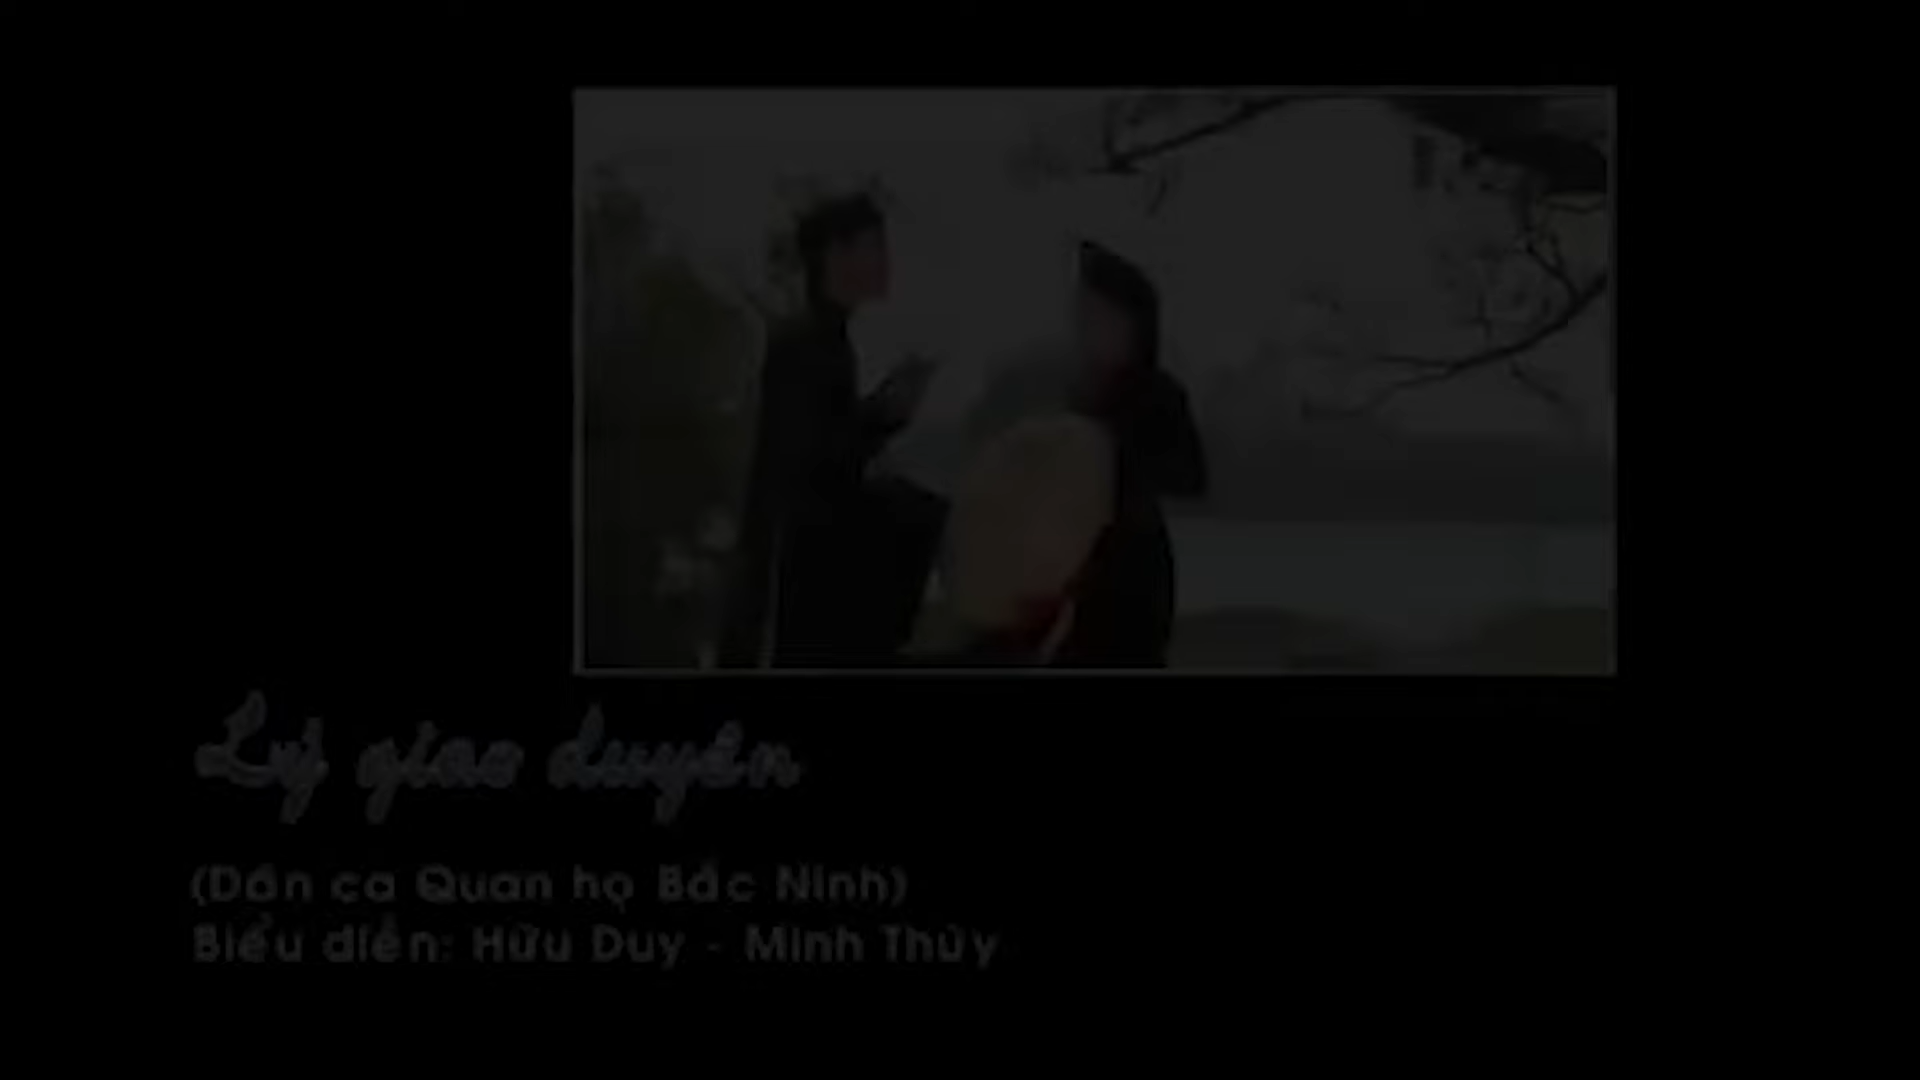 Lý giao duyên
(Dân ca Quan họ Bắc Ninh)
Biểu diễn: Hữu Duy - Minh Thùy